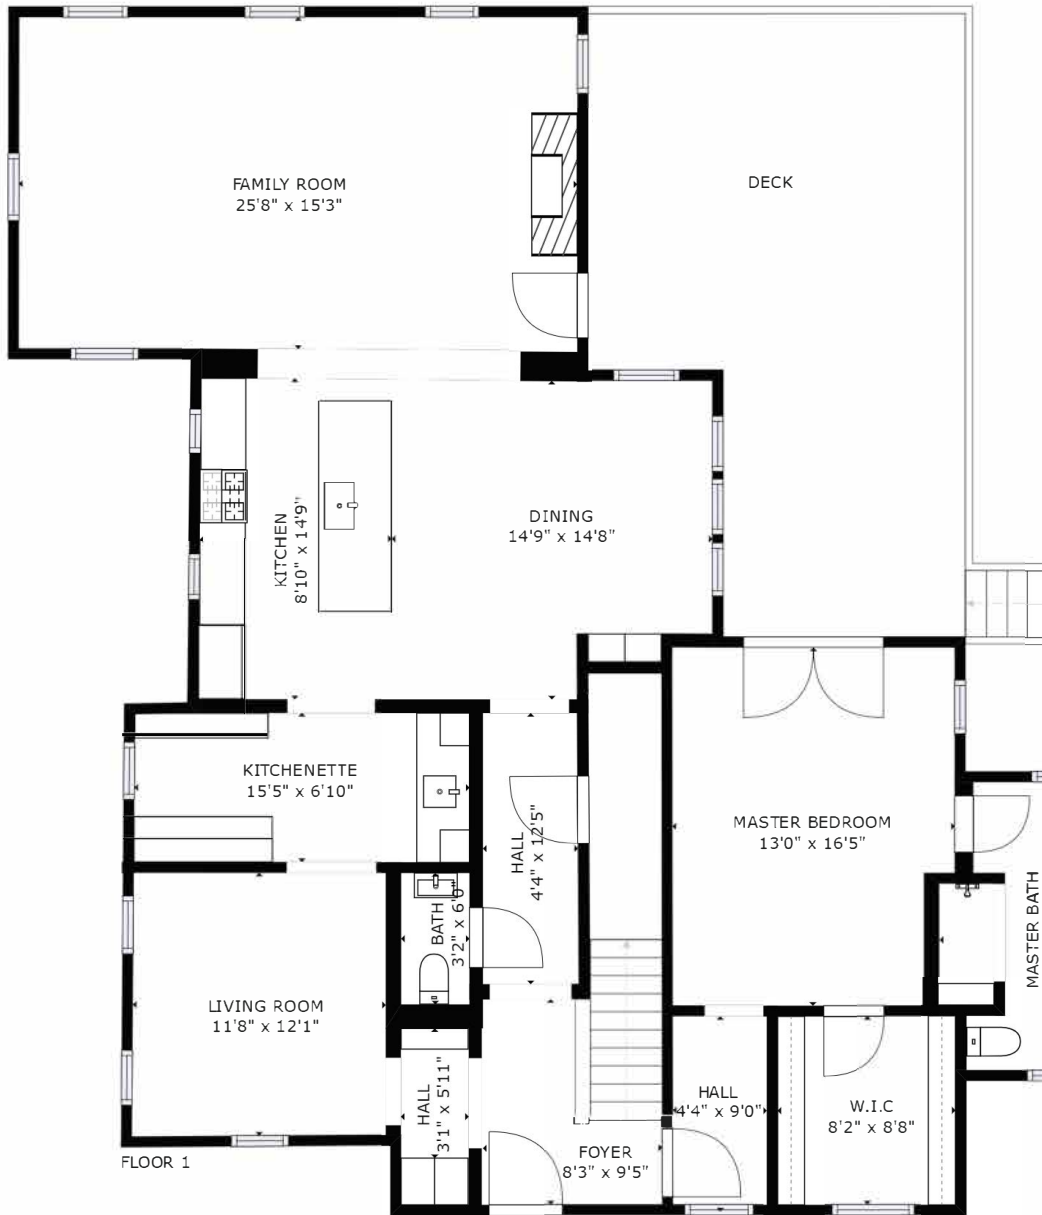 FAMILY ROOM
25'8" x 15'3"
DECK
KITCHEN
8'10" x 14'9"
DINING
14'9" x 14'8"
KITCHENETTE
15'5" x 6'10"
HALL
4'4" x 12'5"
MASTER BEDROOM
13'0" x 16'5"
BATH
3'2" x 6'0"
MASTER BATH
LIVING ROOM
11'8" x 12'1"
HALL
3'1" x 5'11"
HALL
4'4" x 9'0"
W.I.C
8'2" x 8'8"
FOYER
8'3" x 9'5"
FLOOR 1